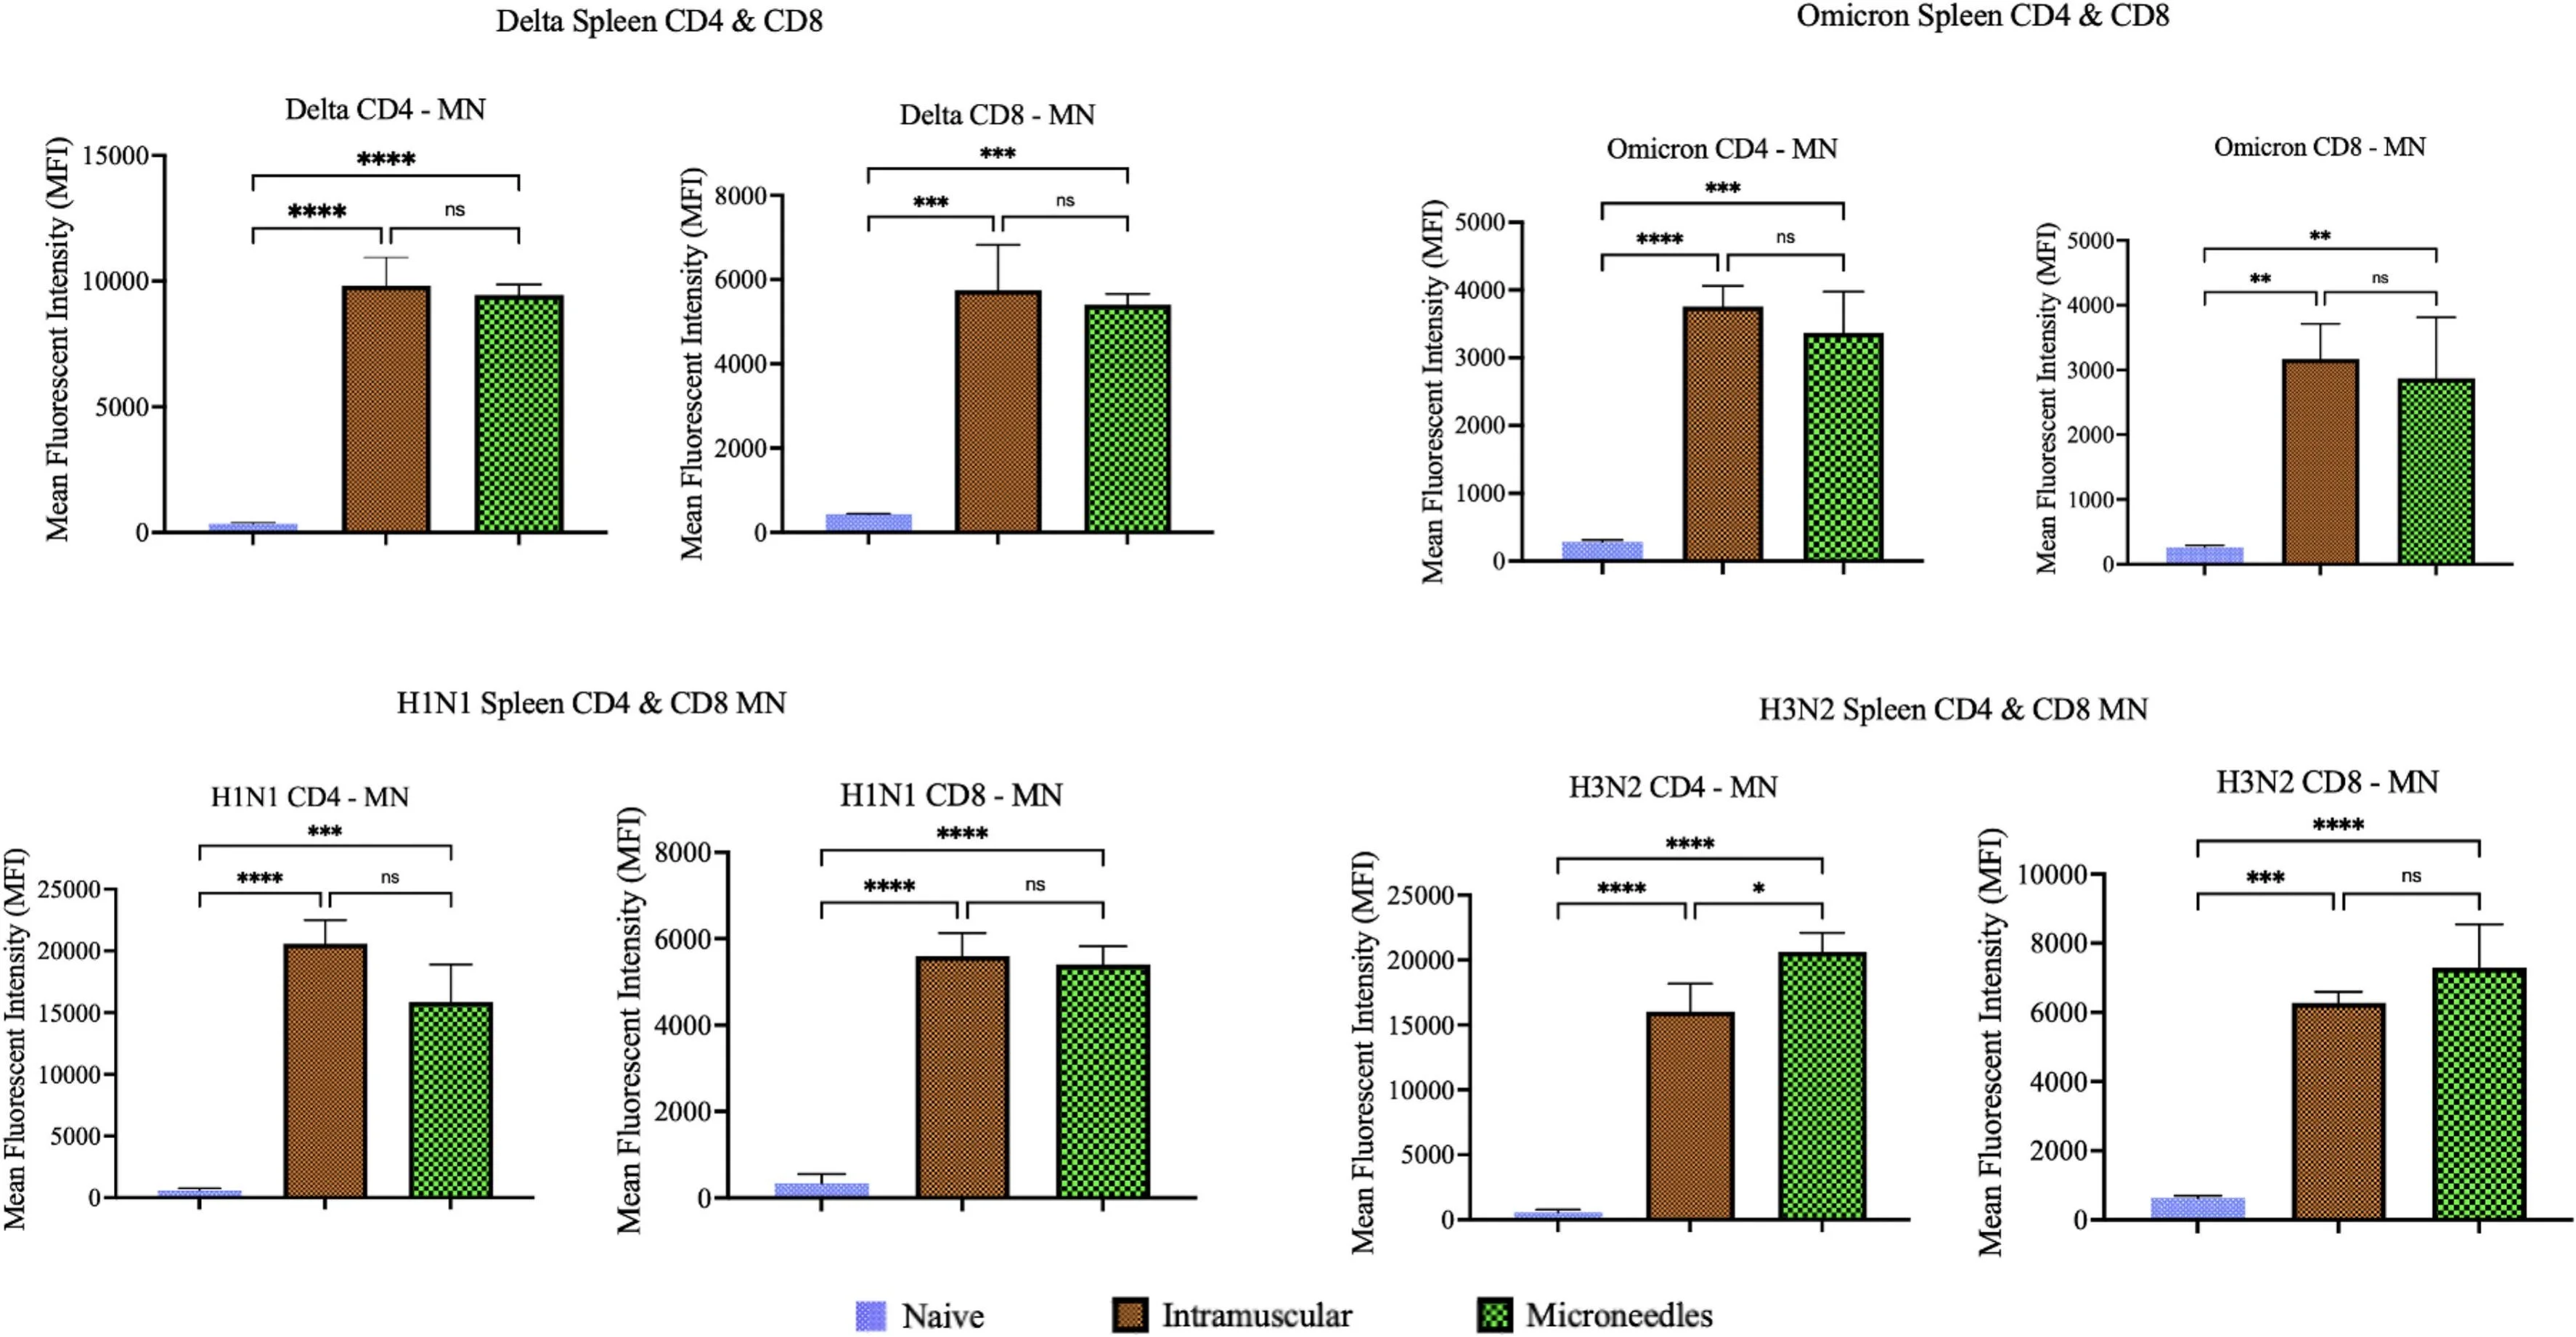 Delta Spleen CD4 & CD8
Omicron Spleen CD4 & CD8
Delta CD4 - MN
Mean Fluorescent Intensity (MFI)
15000
10000
5000
0
****
****
ns
Delta CD8 - MN
Mean Fluorescent Intensity (MFI)
8000
6000
4000
2000
0
***
***
ns
Omicron CD4 - MN
Mean Fluorescent Intensity (MFI)
5000
4000
3000
2000
1000
0
***
****
ns
Omicron CD8 - MN
Mean Fluorescent Intensity (MFI)
5000
4000
3000
2000
1000
0
**
**
ns
H1N1 Spleen CD4 & CD8 MN
H3N2 Spleen CD4 & CD8 MN
H1N1 CD4 - MN
Mean Fluorescent Intensity (MFI)
25000
20000
15000
10000
5000
0
***
****
ns
H1N1 CD8 - MN
Mean Fluorescent Intensity (MFI)
8000
6000
4000
2000
0
****
****
ns
H3N2 CD4 - MN
Mean Fluorescent Intensity (MFI)
25000
20000
15000
10000
5000
0
****
****
*
H3N2 CD8 - MN
Mean Fluorescent Intensity (MFI)
10000
8000
6000
4000
2000
0
****
***
ns
Naive
Intramuscular
Microneedles